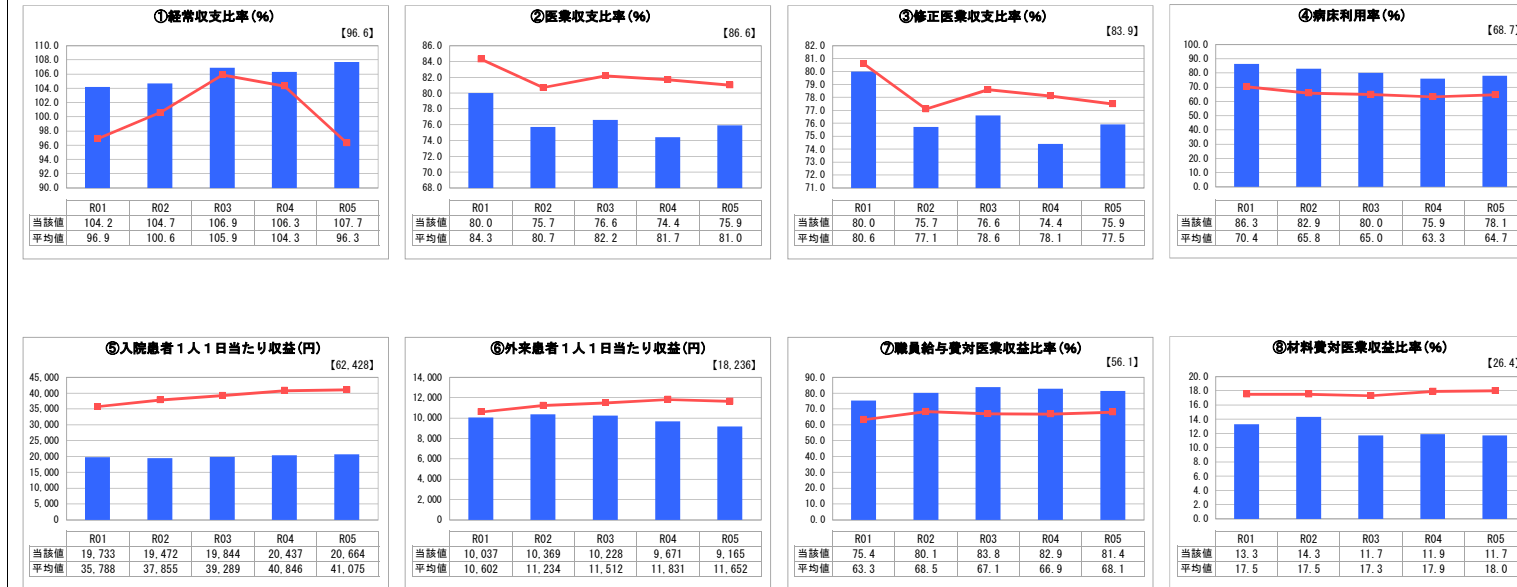 ①経常収支比率(%)
【96.6】
110.0
108.0
106.0
104.0
102.0
100.0
98.0
96.0
94.0
92.0
90.0
R01 R02 R03 R04 R05
当該値 104.2 104.7 106.9 106.3 107.7
平均値 96.9 100.6 105.9 104.3 96.3
②医業収支比率(%)
【86.6】
86.0
84.0
82.0
80.0
78.0
76.0
74.0
72.0
70.0
68.0
R01 R02 R03 R04 R05
当該値 80.0 75.7 76.6 74.4 75.9
平均値 84.3 80.7 82.2 81.7 81.0
③修正医業収支比率(%)
【83.9】
82.0
81.0
80.0
79.0
78.0
77.0
76.0
75.0
74.0
73.0
72.0
71.0
R01 R02 R03 R04 R05
当該値 80.0 75.7 76.6 74.4 75.9
平均値 80.6 77.1 78.6 78.1 77.5
④病床利用率(%)
【68.7】
100.0
90.0
80.0
70.0
60.0
50.0
40.0
30.0
20.0
10.0
0.0
R01 R02 R03 R04 R05
当該値 86.3 82.9 80.0 75.9 78.1
平均値 70.4 65.8 65.0 63.3 64.7
⑤入院患者１人１日当たり収益(円)
【62,428】
45,000
40,000
35,000
30,000
25,000
20,000
15,000
10,000
5,000
0
R01 R02 R03 R04 R05
当該値 19,733 19,472 19,844 20,437 20,664
平均値 35,788 37,855 39,289 40,846 41,075
⑥外来患者１人１日当たり収益(円)
【18,236】
14,000
12,000
10,000
8,000
6,000
4,000
2,000
0
R01 R02 R03 R04 R05
当該値 10,037 10,369 10,228 9,671 9,165
平均値 10,602 11,234 11,512 11,831 11,652
⑦職員給与費対医業収益比率(%)
【56.1】
90.0
80.0
70.0
60.0
50.0
40.0
30.0
20.0
10.0
0.0
R01 R02 R03 R04 R05
当該値 75.4 80.1 83.8 82.9 81.4
平均値 63.3 68.5 67.1 66.9 68.1
⑧材料費対医業収益比率(%)
【26.4】
20.0
18.0
16.0
14.0
12.0
10.0
8.0
6.0
4.0
2.0
0.0
R01 R02 R03 R04 R05
当該値 13.3 14.3 11.7 11.9 11.7
平均値 17.5 17.5 17.3 17.9 18.0